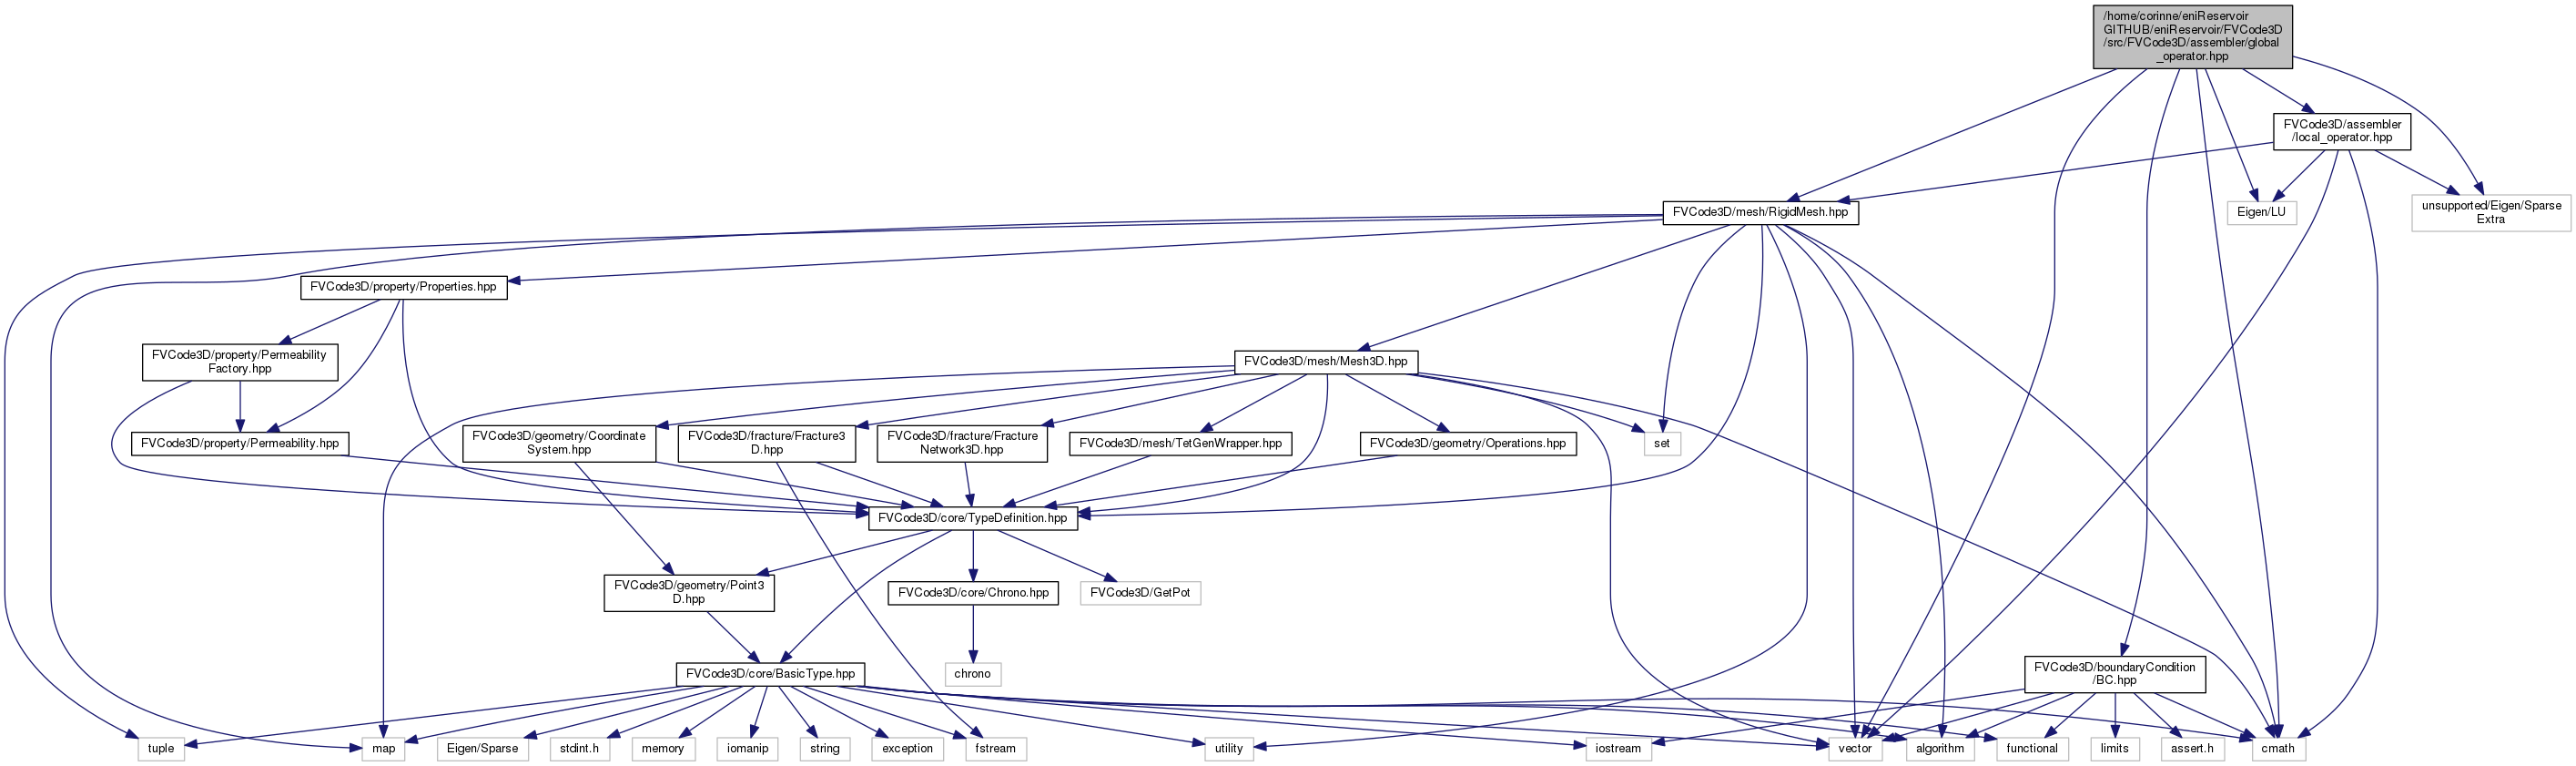 /home/corinne/eniReservoir
GITHUB/eniReservoir/FVCode3D
/src/FVCode3D/assembler/global
_operator.hpp
FVCode3D/assembler
/local_operator.hpp
FVCode3D/mesh/RigidMesh.hpp
Eigen/LU
unsupported/Eigen/Sparse
Extra
FVCode3D/property/Properties.hpp
FVCode3D/property/Permeability
Factory.hpp
FVCode3D/mesh/Mesh3D.hpp
FVCode3D/property/Permeability.hpp
FVCode3D/geometry/Coordinate
System.hpp
FVCode3D/fracture/Fracture3
D.hpp
FVCode3D/fracture/Fracture
Network3D.hpp
FVCode3D/mesh/TetGenWrapper.hpp
FVCode3D/geometry/Operations.hpp
set
FVCode3D/core/TypeDefinition.hpp
FVCode3D/geometry/Point3
D.hpp
FVCode3D/core/Chrono.hpp
FVCode3D/GetPot
FVCode3D/core/BasicType.hpp
chrono
FVCode3D/boundaryCondition
/BC.hpp
tuple
map
Eigen/Sparse
stdint.h
memory
iomanip
string
exception
fstream
utility
iostream
vector
algorithm
functional
limits
assert.h
cmath